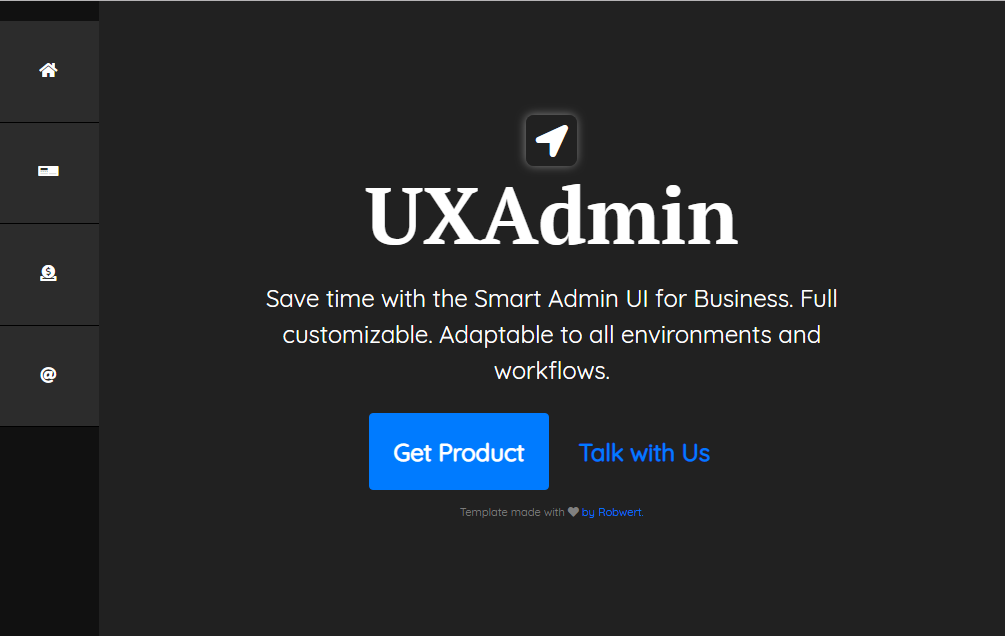 UXAdmin
Save time with the Smart Admin UI for Business. Full
customizable. Adaptable to all environments and
workflows.
Get Product
Talk with Us
Template made with ♥ by Robwert.